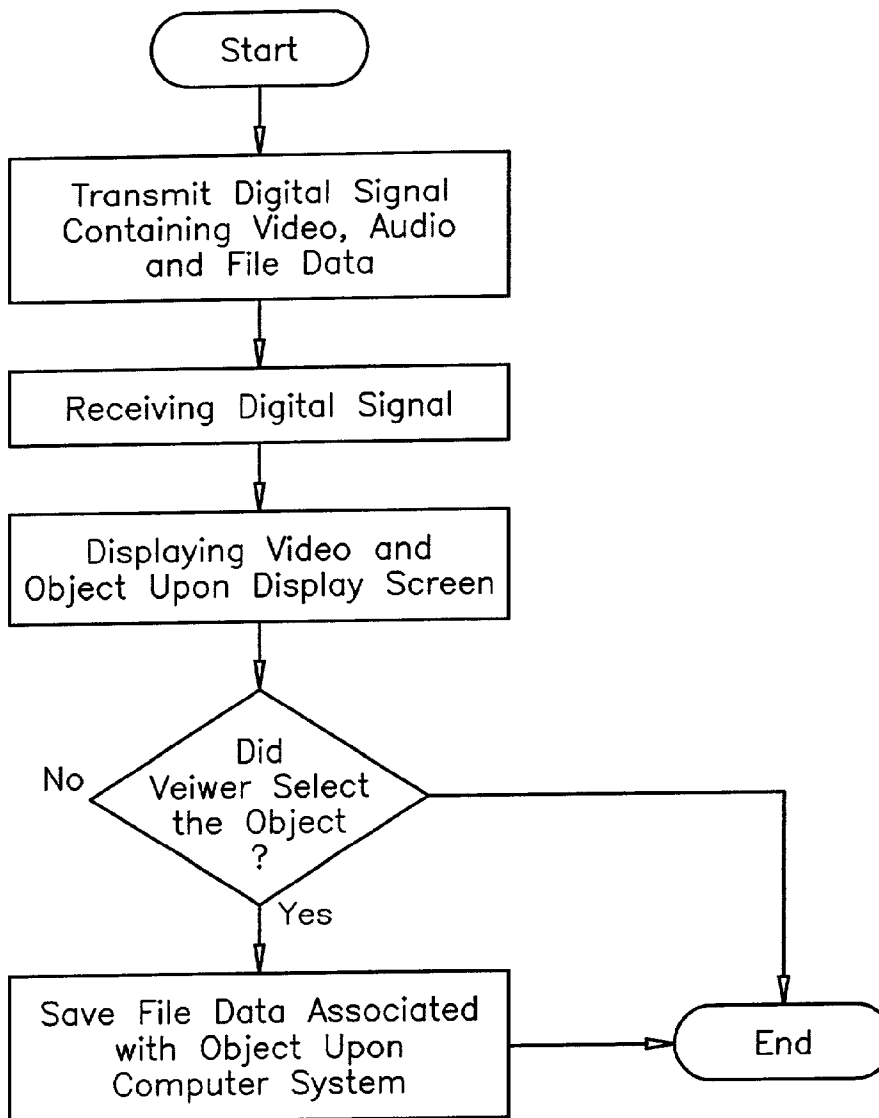 Start
Transmit Digital Signal
Containing Video, Audio
and File Data
Receiving Digital Signal
Displaying Video and
Object Upon Display Screen
Did
Veiwer Select
the Object
?
No
Yes
Save File Data Associated
with Object Upon
Computer System
End